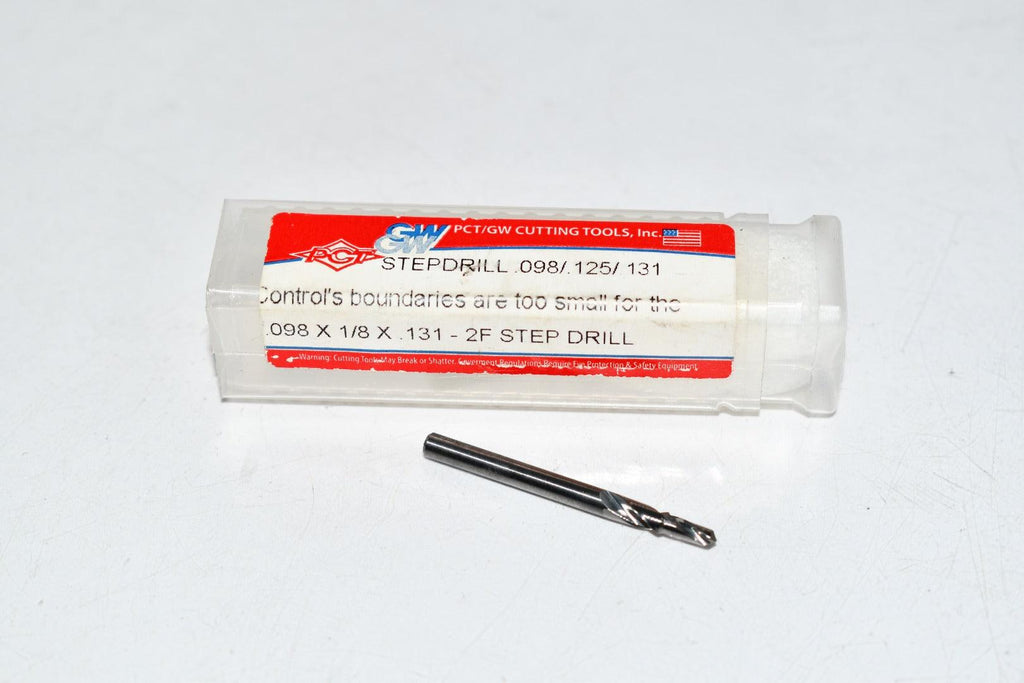 PCT
GW
GW
PCT/GW CUTTING TOOLS, Inc.
STEPDRILL .098/.125/ 131
Control's boundaries are too small for the
.098 X 1/8 X .131 - 2F STEP DRILL
Warning: Cutting Tools May Break or Shatter. Goverment Regulations Require Eye Protection & Safety Equipment